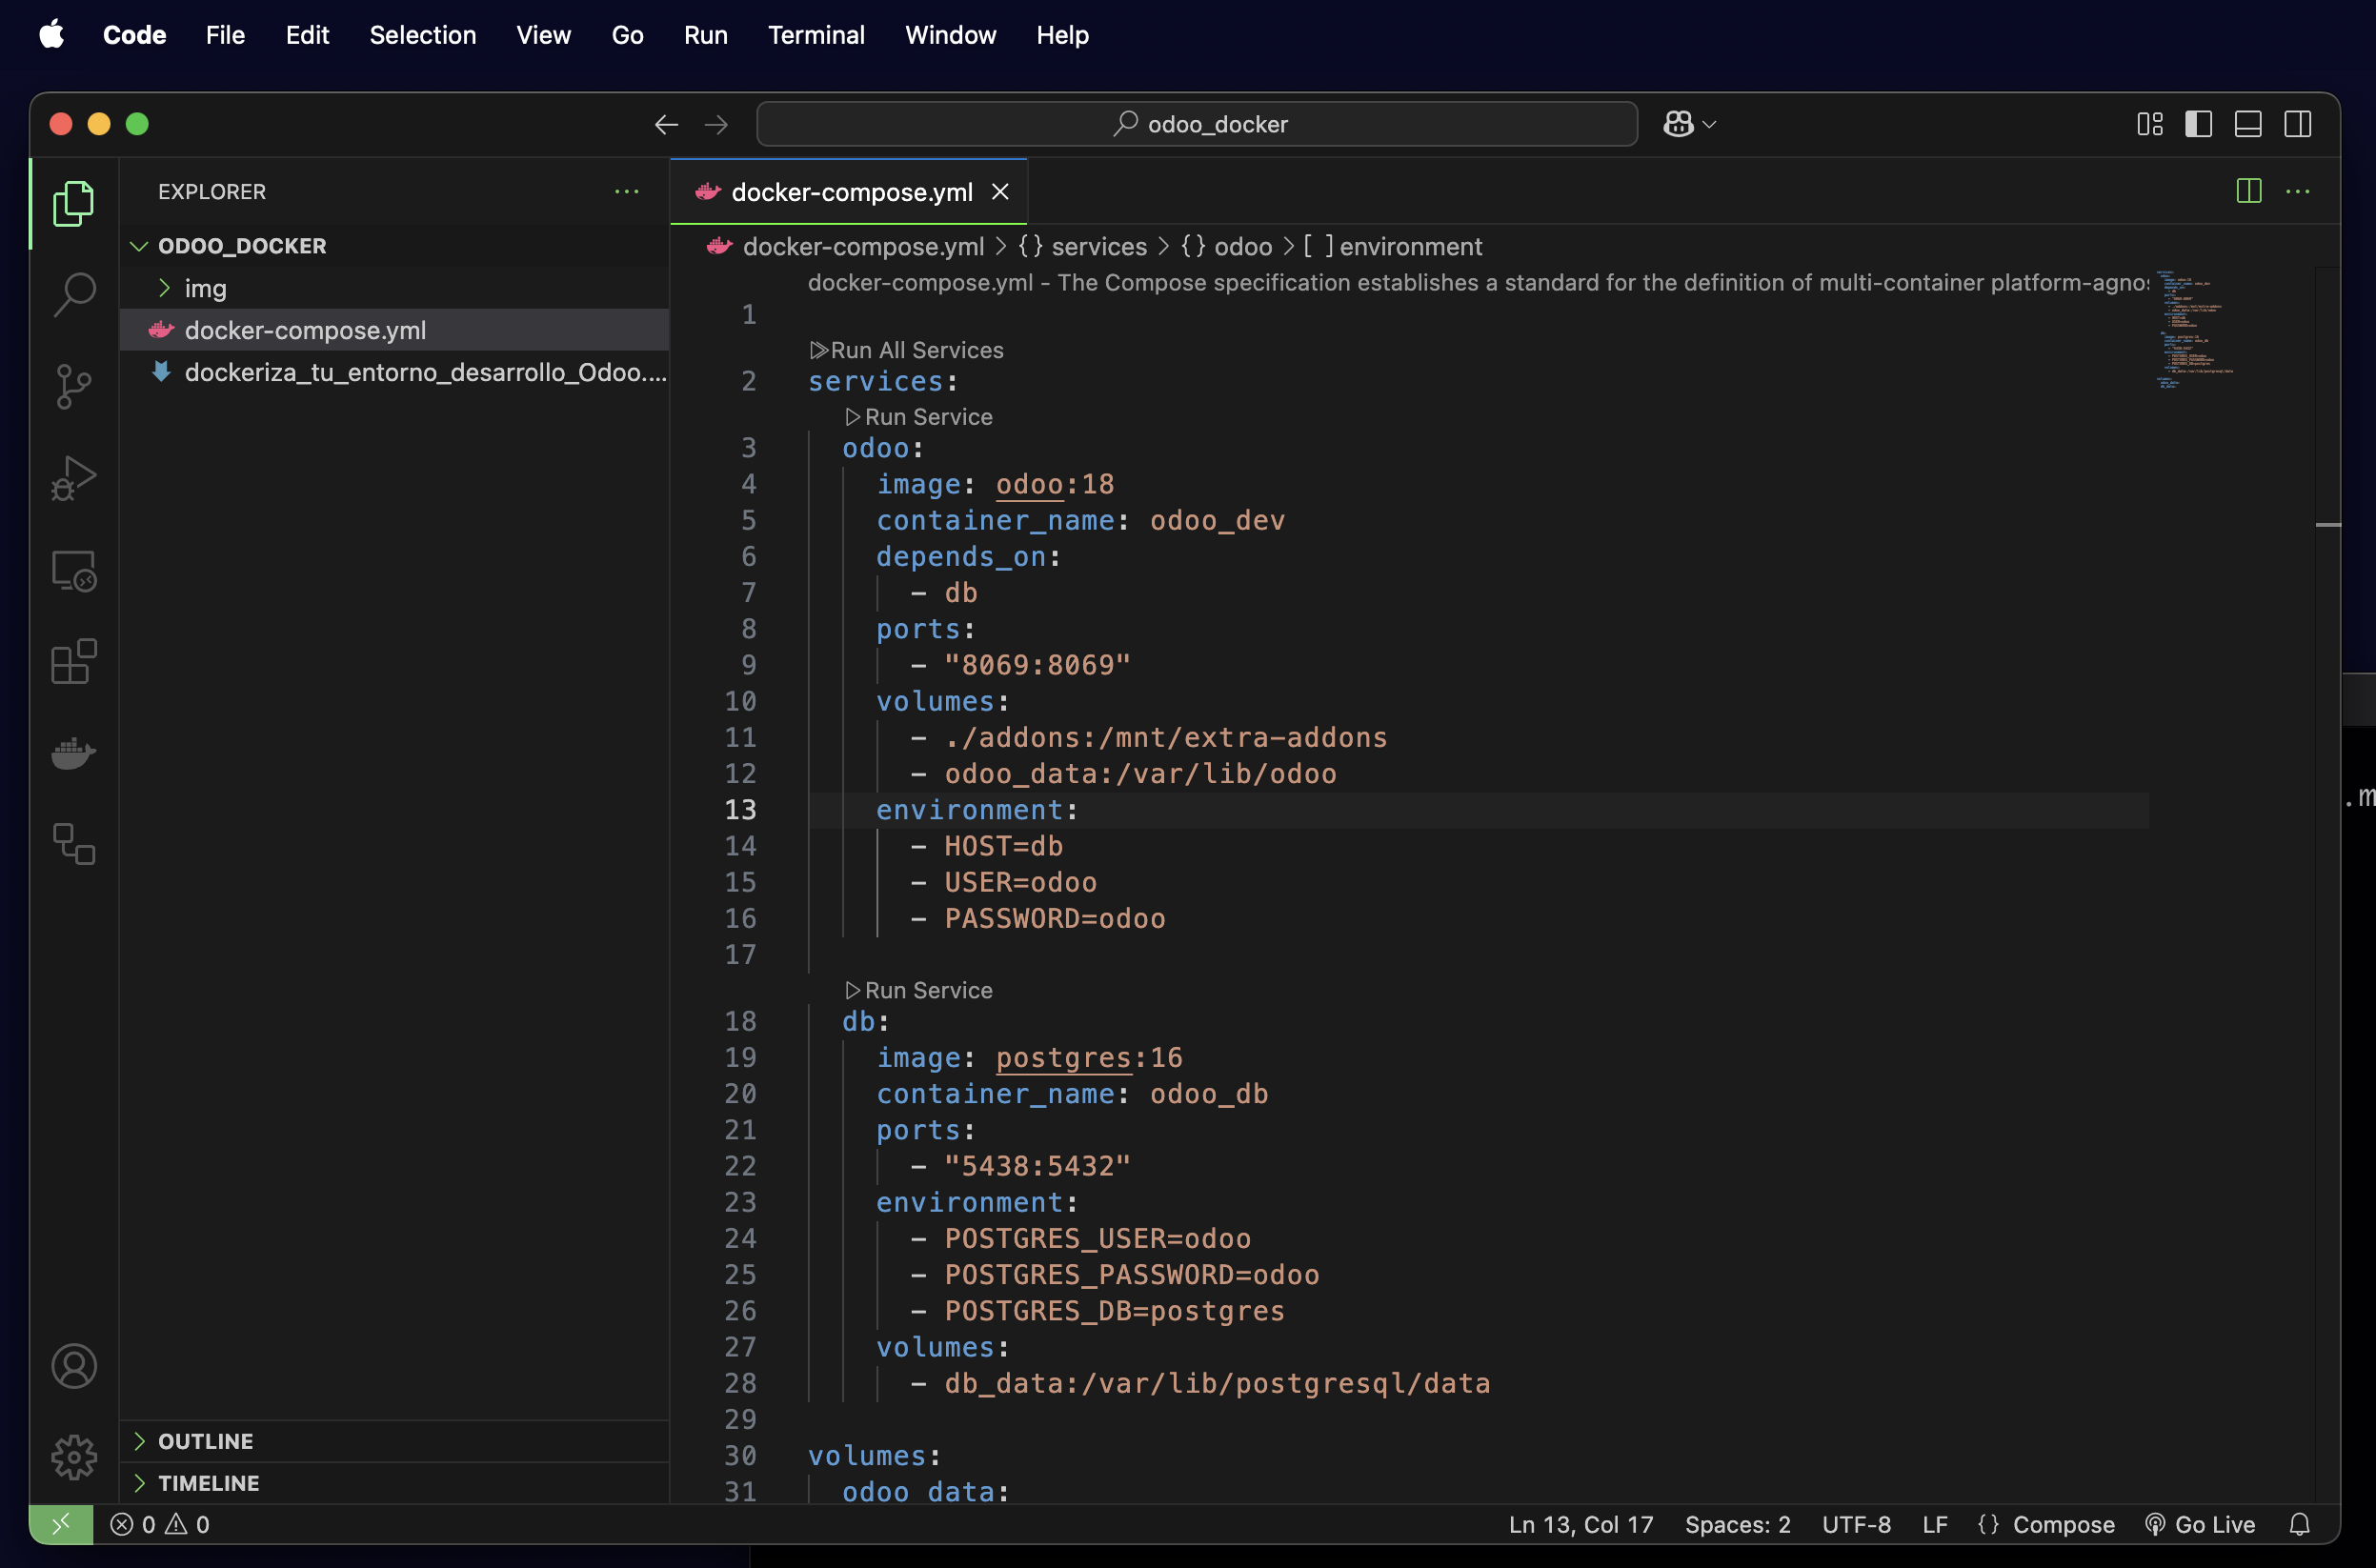 Code File Edit Selection View Go Run Terminal Window Help
odoo_docker
EXPLORER
ODOO_DOCKER
img
docker-compose.yml
dockeriza_tu_entorno_desarrollo_Odoo....
OUTLINE
TIMELINE
docker-compose.yml
docker-compose.yml > {} services > {} odoo > [ ] environment
docker-compose.yml - The Compose specification establishes a standard for the definition of multi-container platform-agnos
1
Run All Services
2 services:
Run Service
3 odoo:
4 image: odoo:18
5 container_name: odoo_dev
6 depends_on:
7 - db
8 ports:
9 - "8069:8069"
10 volumes:
11 - ./addons:/mnt/extra-addons
12 - odoo_data:/var/lib/odoo
13 environment:
14 - HOST=db
15 - USER=odoo
16 - PASSWORD=odoo
17
Run Service
18 db:
19 image: postgres:16
20 container_name: odoo_db
21 ports:
22 - "5438:5432"
23 environment:
24 - POSTGRES_USER=odoo
25 - POSTGRES_PASSWORD=odoo
26 - POSTGRES_DB=postgres
27 volumes:
28 - db_data:/var/lib/postgresql/data
29
30 volumes:
31 odoo_data:
.m
0 0
Ln 13, Col 17 Spaces: 2 UTF-8 LF {} Compose Go Live